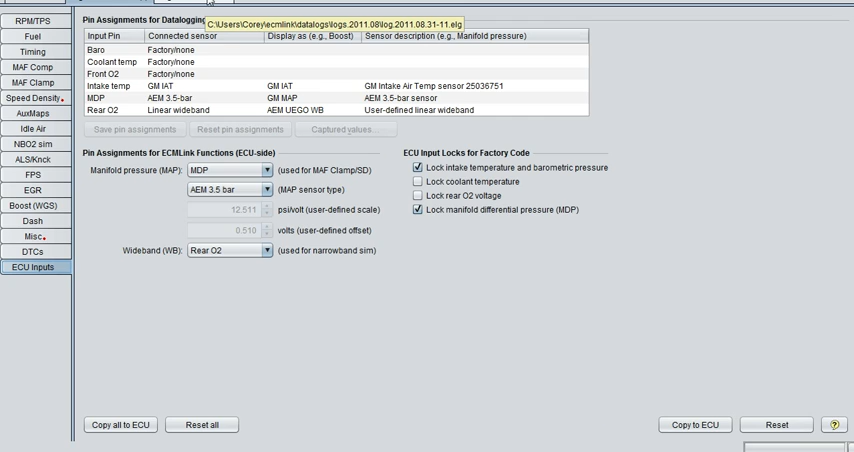 C:\Users\Corey\ecmlink\datalogs\logs.2011.08\log.2011.08.31-11.elg
RPM/TPS
Fuel
Timing
MAF Comp
MAF Clamp
Speed Density
AuxMaps
Idle Air
NBO2 sim
ALS/Knck
FPS
EGR
Boost (WGS)
Dash
Misc
DTCs
ECU Inputs
Pin Assignments for Datalogging
Input Pin Connected sensor Display as (e.g., Boost) Sensor description (e.g., Manifold pressure)
Baro Factory/none
Coolant temp Factory/none
Front O2 Factory/none
Intake temp GM IAT GM IAT GM Intake Air Temp sensor 25036751
MDP AEM 3.5-bar GM MAP AEM 3.5-bar sensor
Rear O2 Linear wideband AEM UEGO WB User-defined linear wideband
Save pin assignments Reset pin assignments Captured values...
Pin Assignments for ECMLink Functions (ECU-side)
Manifold pressure (MAP): MDP (used for MAF Clamp/SD)
AEM 3.5 bar (MAP sensor type)
12.511 psi/volt (user-defined scale)
0.510 volts (user-defined offset)
Wideband (WB): Rear O2 (used for narrowband sim)
ECU Input Locks for Factory Code
Lock intake temperature and barometric pressure
Lock coolant temperature
Lock rear O2 voltage
Lock manifold differential pressure (MDP)
Copy all to ECU Reset all Copy to ECU Reset ?